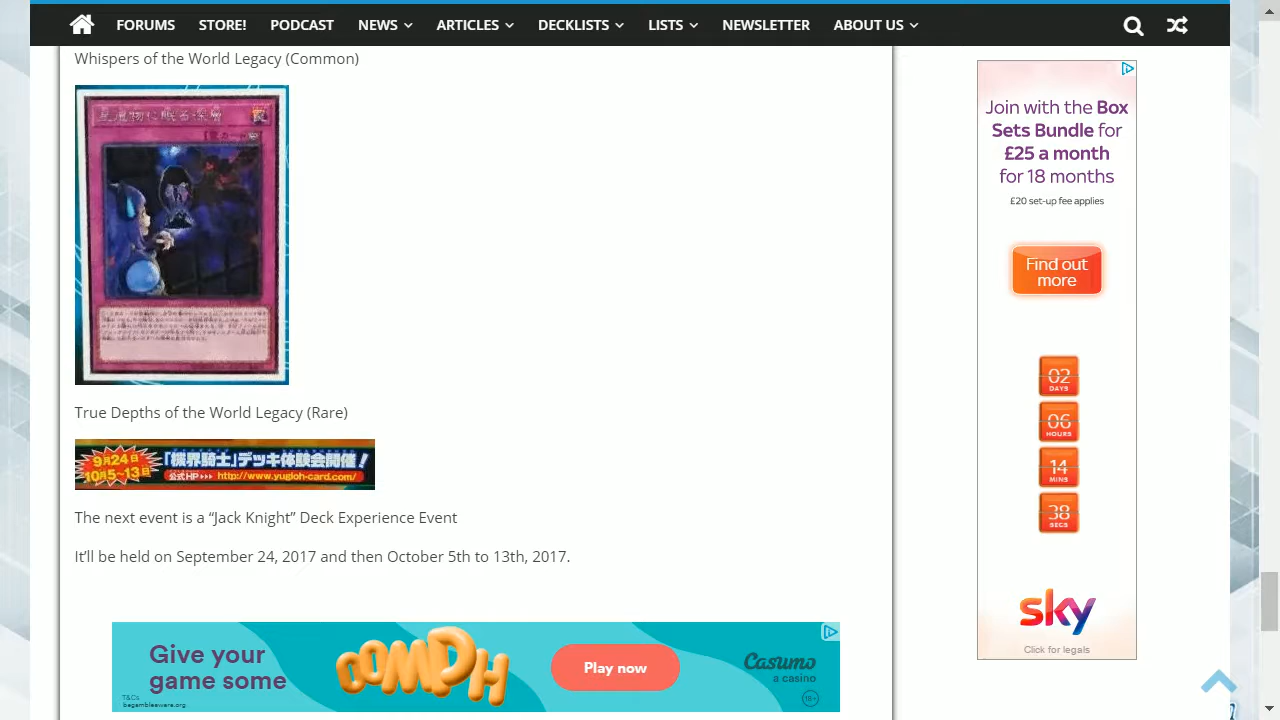 FORUMS STORE! PODCAST NEWS ARTICLES DECKLISTS LISTS NEWSLETTER ABOUT US
Whispers of the World Legacy (Common)
True Depths of the World Legacy (Rare)
9月24日
10月5~13日
「機界騎士」デッキ体験会開催!
公式HP>>> http://www.yugioh-card.com/
The next event is a “Jack Knight” Deck Experience Event
It’ll be held on September 24, 2017 and then October 5th to 13th, 2017.
Give your
game some
OOMPH
Play now
Casumo
a casino
T&Cs
begambleaware.org
18+
Join with the Box
Sets Bundle for
£25 a month
for 18 months
£20 set-up fee applies
Find out
more
02
DAYS
06
HOURS
14
MINS
38
SECS
sky
Click for legals